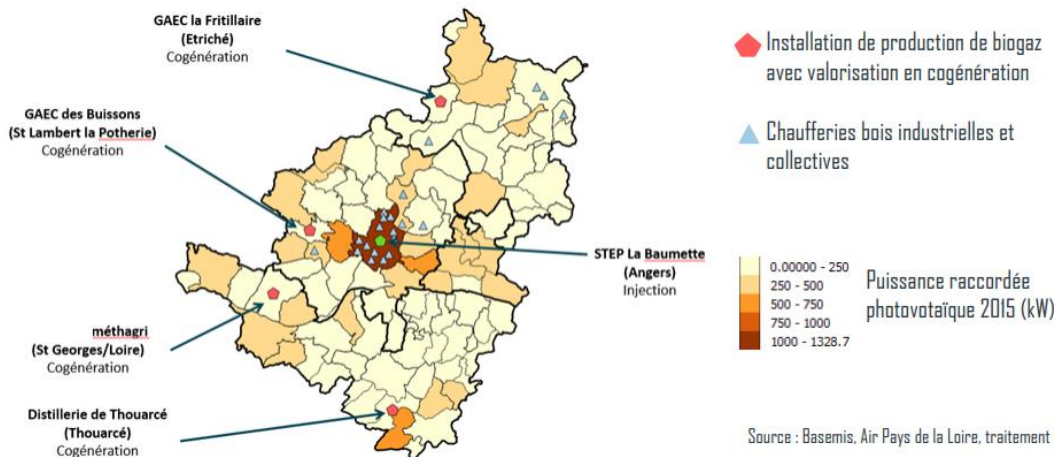 GAEC la Fritillaire
(Etriché)
Cogénération
GAEC des Buissons
(St Lambert la Potherie)
Cogénération
STEP La Baumette
(Angers)
Injection
méthagri
(St Georges/Loire)
Cogénération
Distillerie de Thouarcé
(Thouarcé)
Cogénération
Installation de production de biogaz
avec valorisation en cogénération
Chaufferies bois industrielles et
collectives
0.00000 - 250
250 - 500
500 - 750
750 - 1000
1000 - 1328.7
Puissance raccordée
photovotaïque 2015 (kW)
Source : Basemis, Air Pays de la Loire, traitement